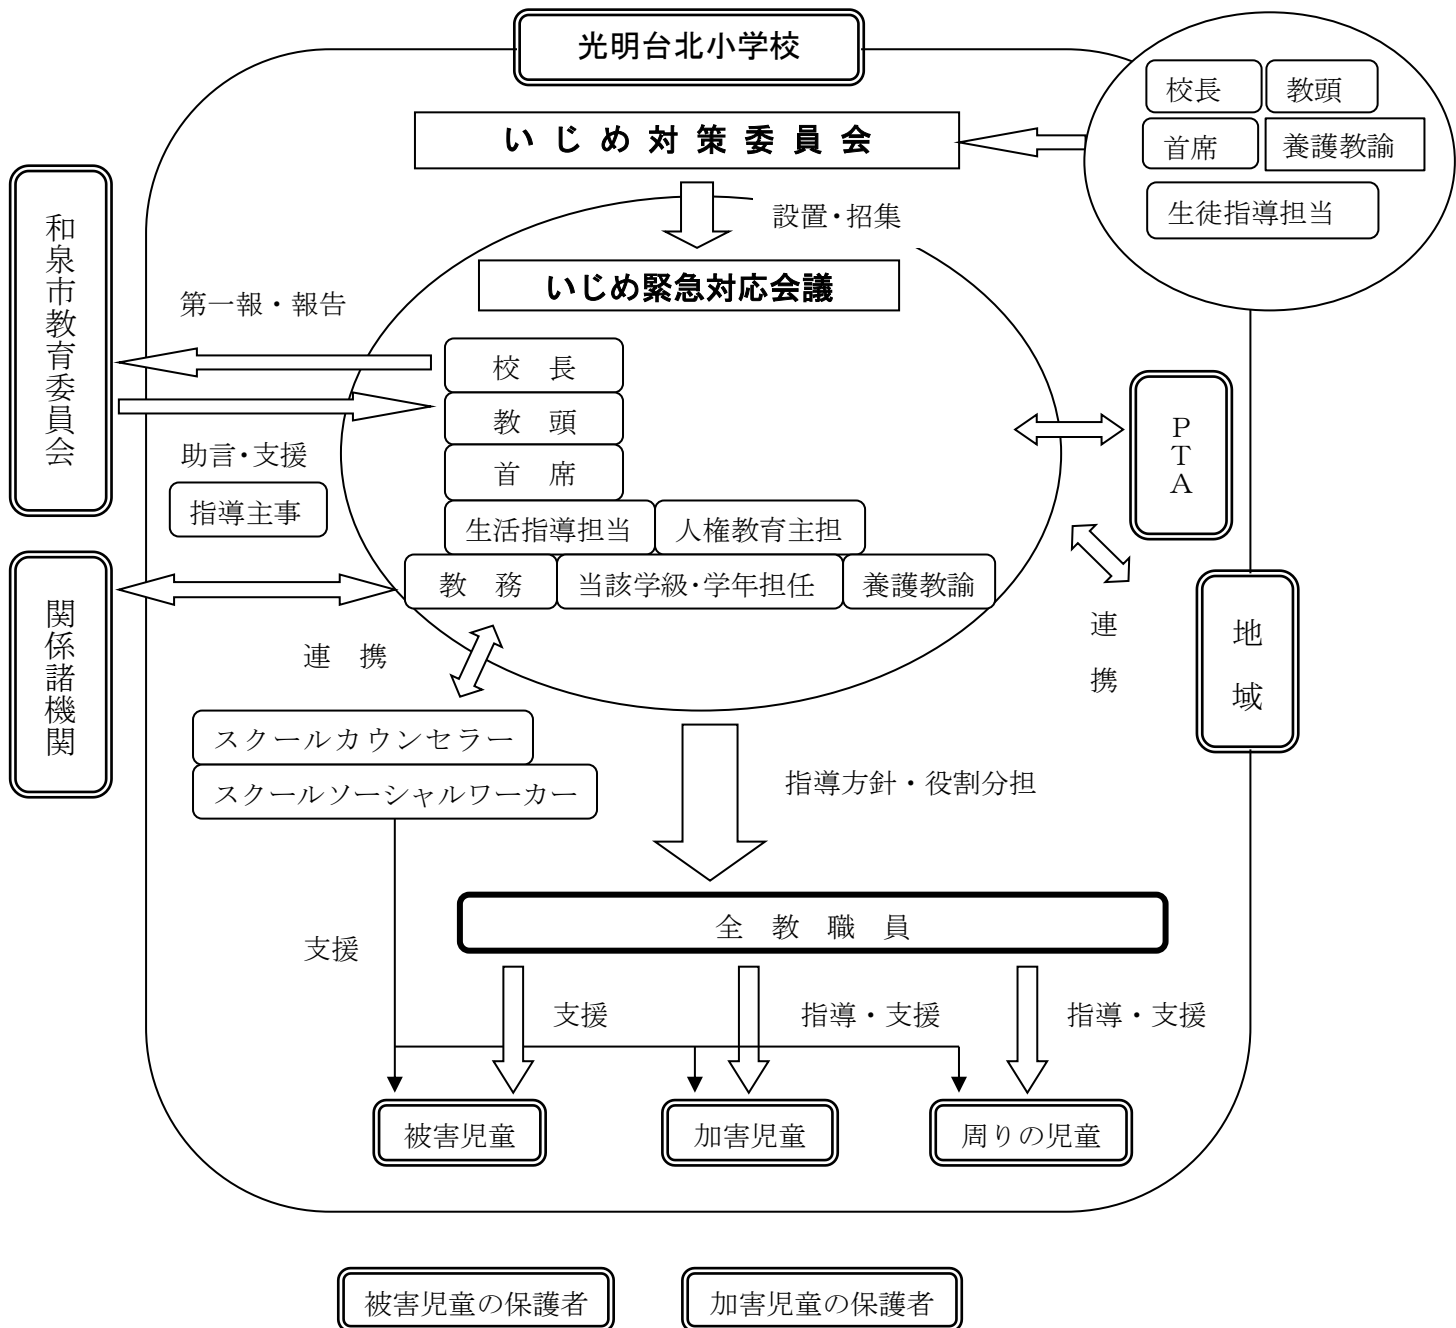 光明台北小学校
校長
教頭
いじめ対策委員会
首席
養護教諭
生徒指導担当
設置・招集
和泉市教育委員会
いじめ緊急対応会議
第一報・報告
校　長
教　頭
首　席
PTA
助言・支援
指導主事
生活指導担当
人権教育主担
教　務
当該学級・学年担任
養護教諭
関係諸機関
連　携
連携
地域
スクールカウンセラー
スクールソーシャルワーカー
指導方針・役割分担
全　教　職　員
支援
支援
指導・支援
指導・支援
被害児童
加害児童
周りの児童
被害児童の保護者
加害児童の保護者